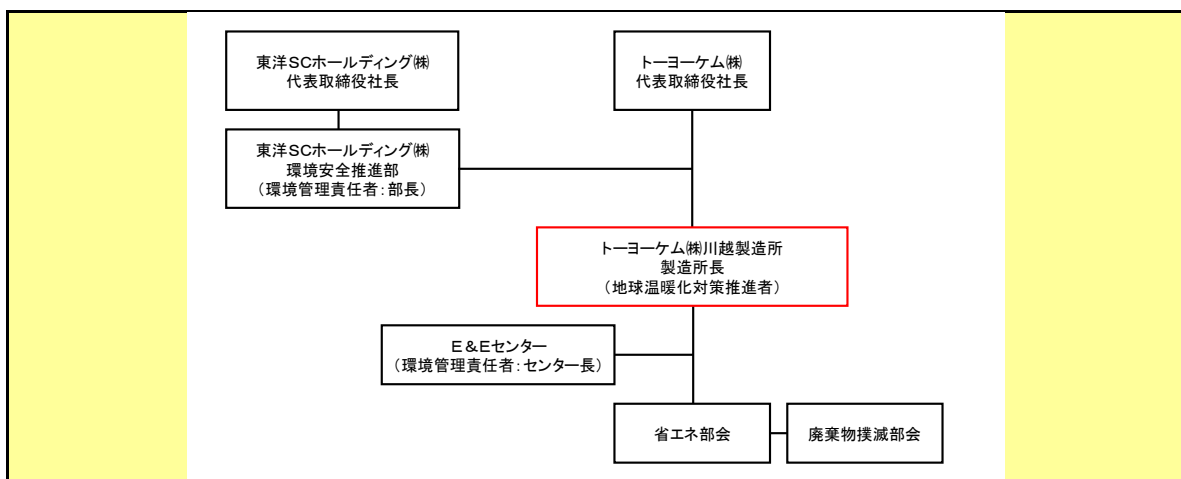 東洋SCホールディング㈱
代表取締役社長
トーヨーケム㈱
代表取締役社長
東洋SCホールディング㈱
環境安全推進部
（環境管理責任者：部長）
トーヨーケム㈱川越製造所
製造所長
（地球温暖化対策推進者）
E＆Eセンター
（環境管理責任者：センター長）
省エネ部会
廃棄物撲滅部会